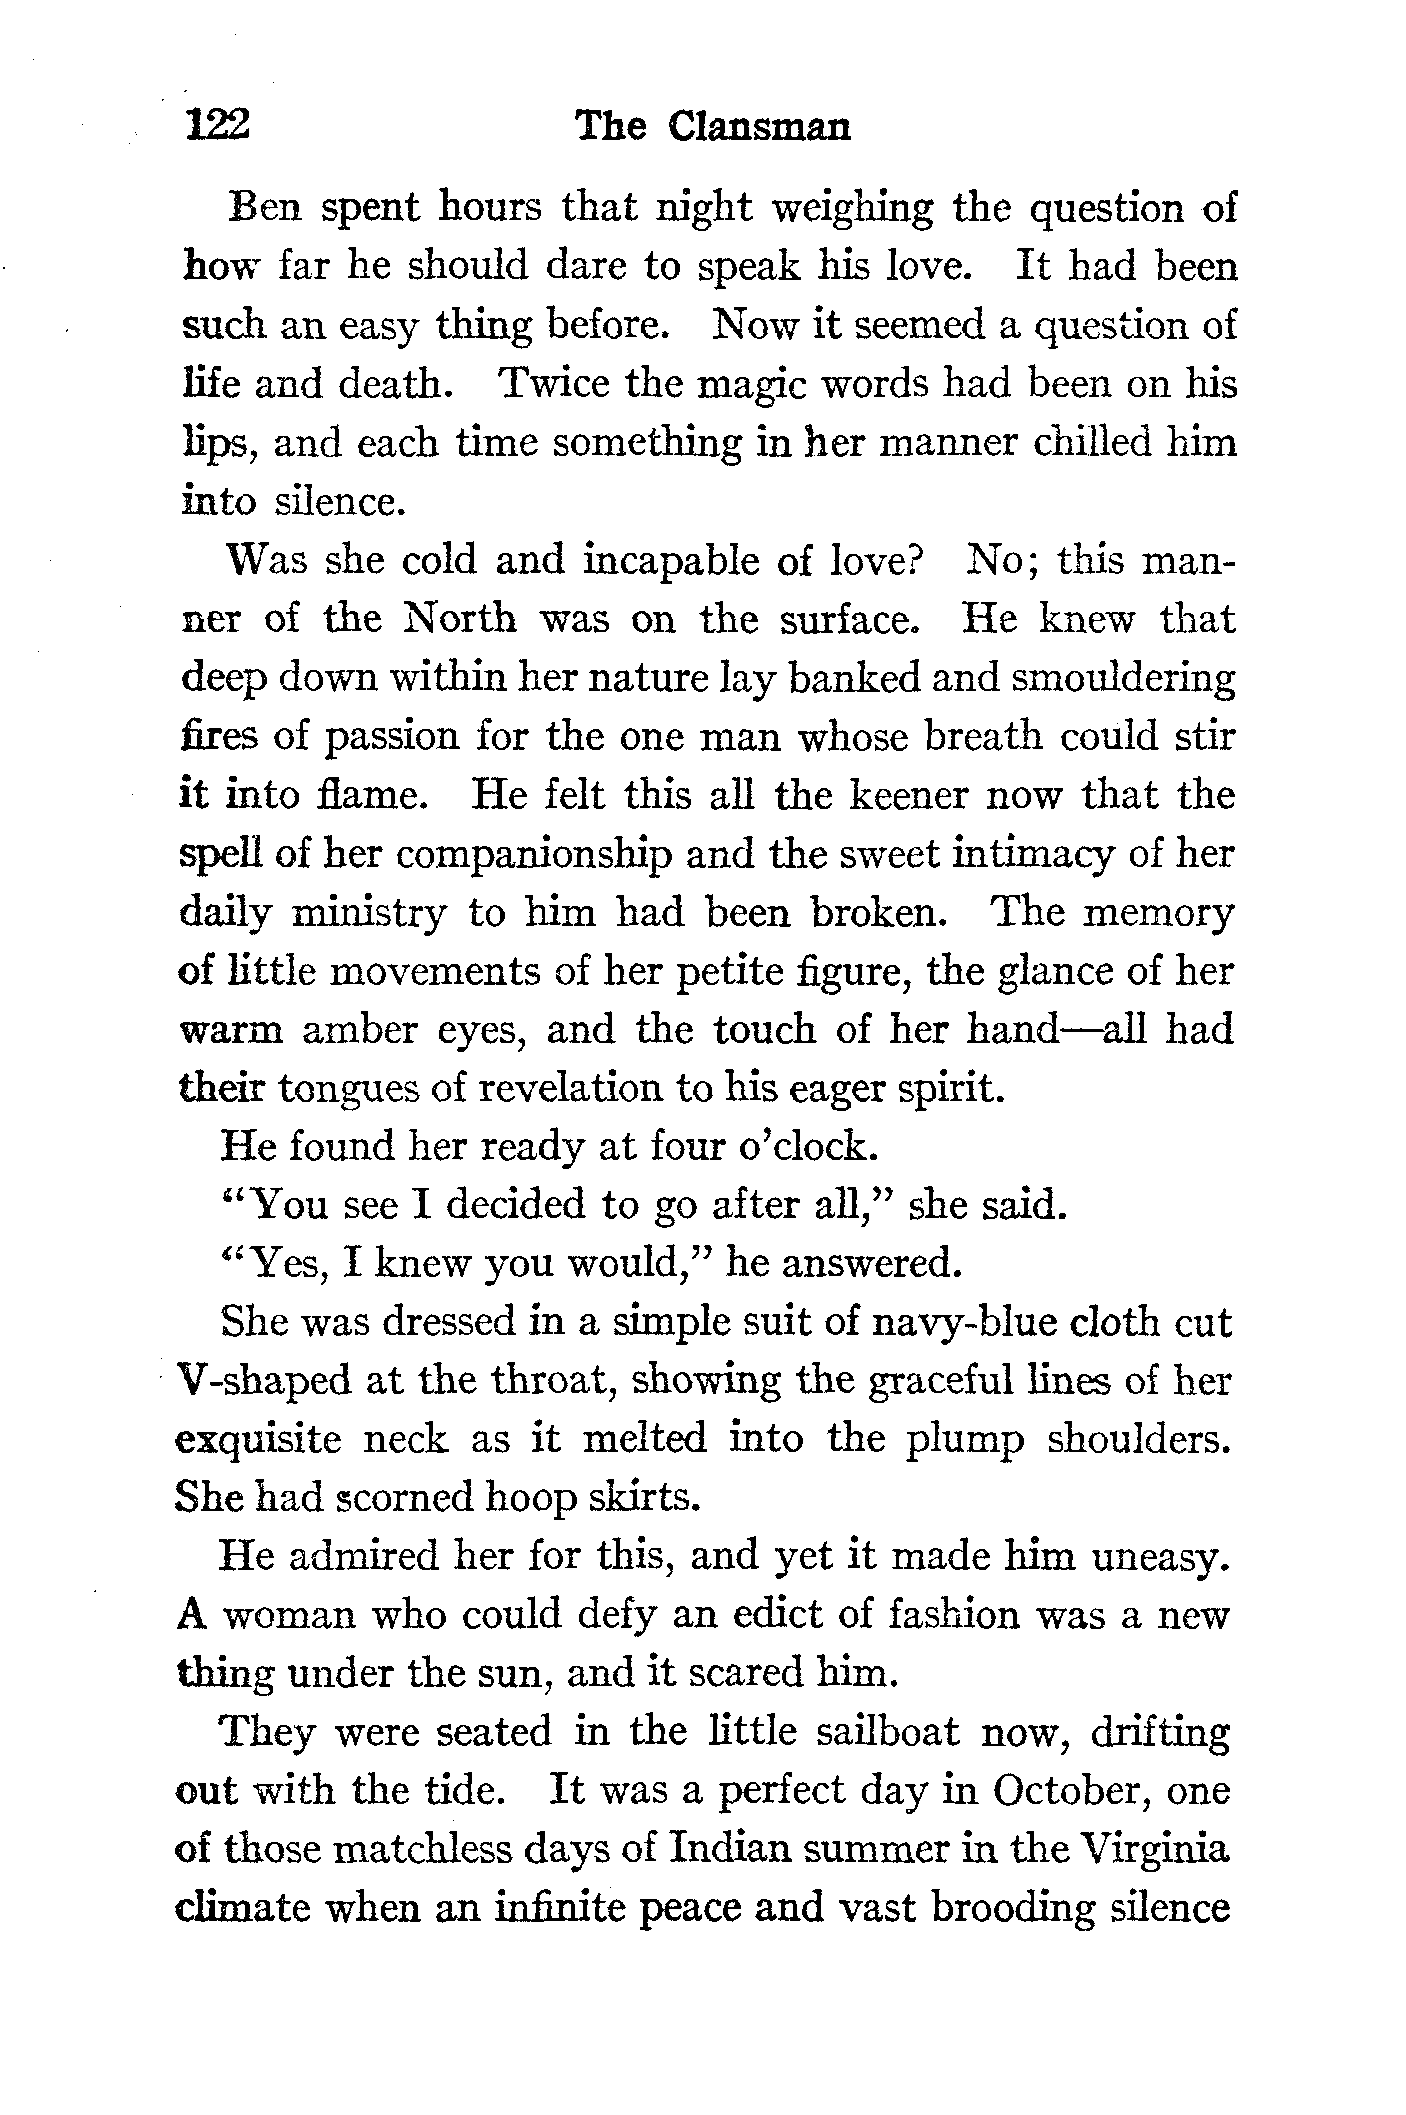 122 The Clansman
Ben spent hours that night weighing the question of
how far he should dare to speak his love. It had been
such an easy thing before. Now it seemed a question of
life and death. Twice the magic words had been on his
lips, and each time something in her manner chilled him
into silence.
Was she cold and incapable of love? No; this man-
ner of the North was on the surface. He knew that
deep down within her nature lay banked and smouldering
fires of passion for the one man whose breath could stir
it into flame. He felt this all the keener now that the
spell of her companionship and the sweet intimacy of her
daily ministry to him had been broken. The memory
of little movements of her petite figure, the glance of her
warm amber eyes, and the touch of her hand—all had
their tongues of revelation to his eager spirit.
He found her ready at four o'clock.
“You see I decided to go after all,” she said.
“Yes, I knew you would,” he answered.
She was dressed in a simple suit of navy-blue cloth cut
V-shaped at the throat, showing the graceful lines of her
exquisite neck as it melted into the plump shoulders.
She had scorned hoop skirts.
He admired her for this, and yet it made him uneasy.
A woman who could defy an edict of fashion was a new
thing under the sun, and it scared him.
They were seated in the little sailboat now, drifting
out with the tide. It was a perfect day in October, one
of those matchless days of Indian summer in the Virginia
climate when an infinite peace and vast brooding silence